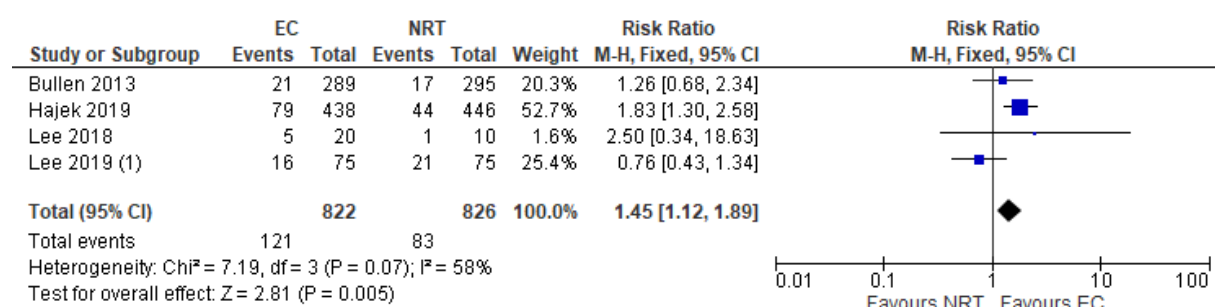 EC NRT Risk Ratio Risk Ratio
Study or Subgroup Events Total Events Total Weight M-H, Fixed, 95% CI M-H, Fixed, 95% CI
Bullen 2013 21 289 17 295 20.3% 1.26 [0.68, 2.34]
Hajek 2019 79 438 44 446 52.7% 1.83 [1.30, 2.58]
Lee 2018 5 20 1 10 1.6% 2.50 [0.34, 18.63]
Lee 2019 (1) 16 75 21 75 25.4% 0.76 [0.43, 1.34]
Total (95% CI) 822 826 100.0% 1.45 [1.12, 1.89]
Total events 121 83
Heterogeneity: Chi² = 7.19, df = 3 (P = 0.07); I² = 58%
Test for overall effect: Z = 2.81 (P = 0.005)
0.01 0.1 1 10 100
Favours NRT Favours EC